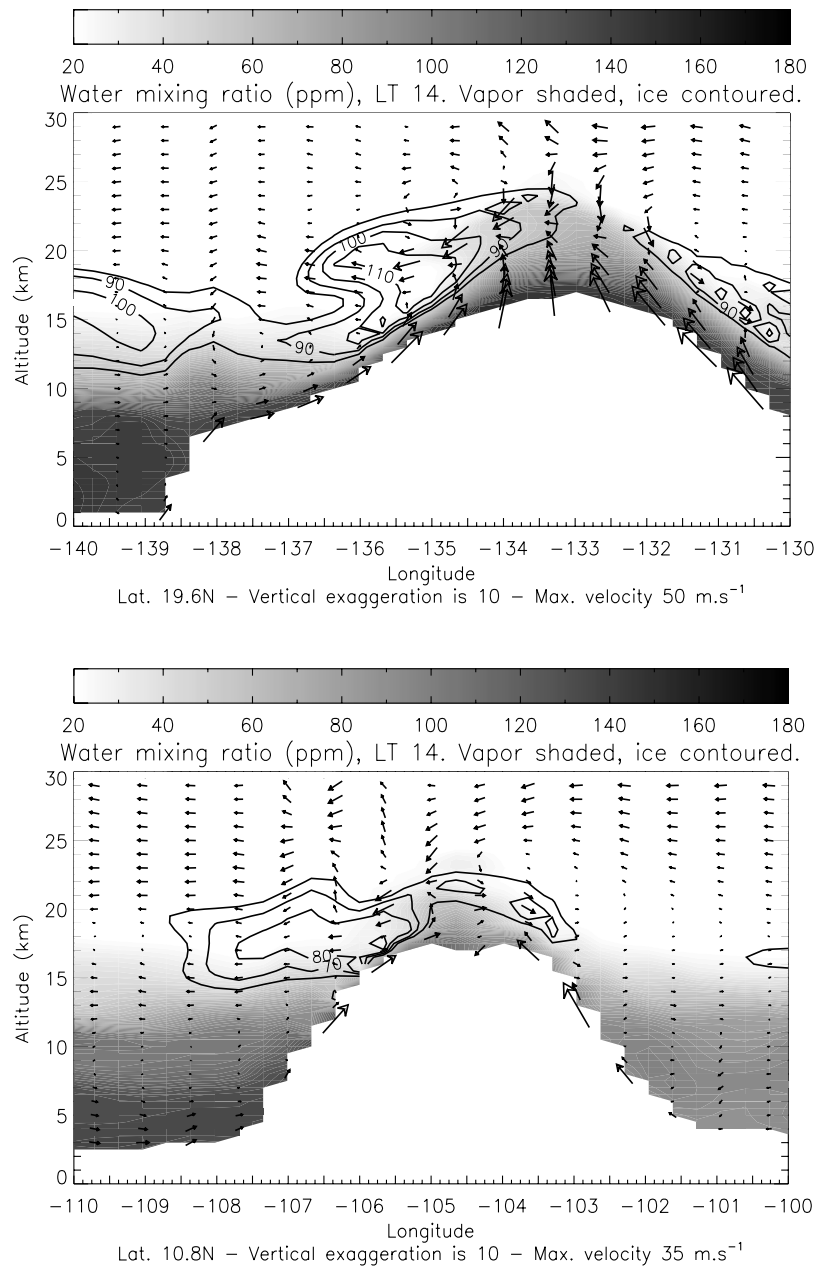 20 40 60 80 100 120 140 160 180
Water mixing ratio (ppm), LT 14. Vapor shaded, ice contoured.
30
25
20
15
10
5
0
Altitude (km)
90
100
100
110
90
90
90
-140 -139 -138 -137 -136 -135 -134 -133 -132 -131 -130
Longitude
Lat. 19.6N - Vertical exaggeration is 10 - Max. velocity 50 m.s⁻¹
20 40 60 80 100 120 140 160 180
Water mixing ratio (ppm), LT 14. Vapor shaded, ice contoured.
30
25
20
15
10
5
0
Altitude (km)
80
70
-110 -109 -108 -107 -106 -105 -104 -103 -102 -101 -100
Longitude
Lat. 10.8N - Vertical exaggeration is 10 - Max. velocity 35 m.s⁻¹